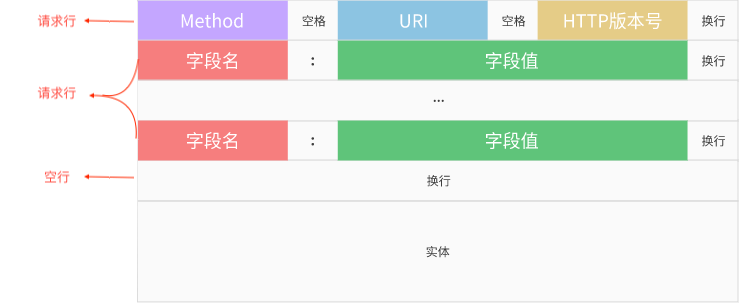 请求行 Method 空格 URI 空格 HTTP版本号 换行
字段名 : 字段值 换行
请求行 ...
字段名 : 字段值 换行
空行 换行
实体